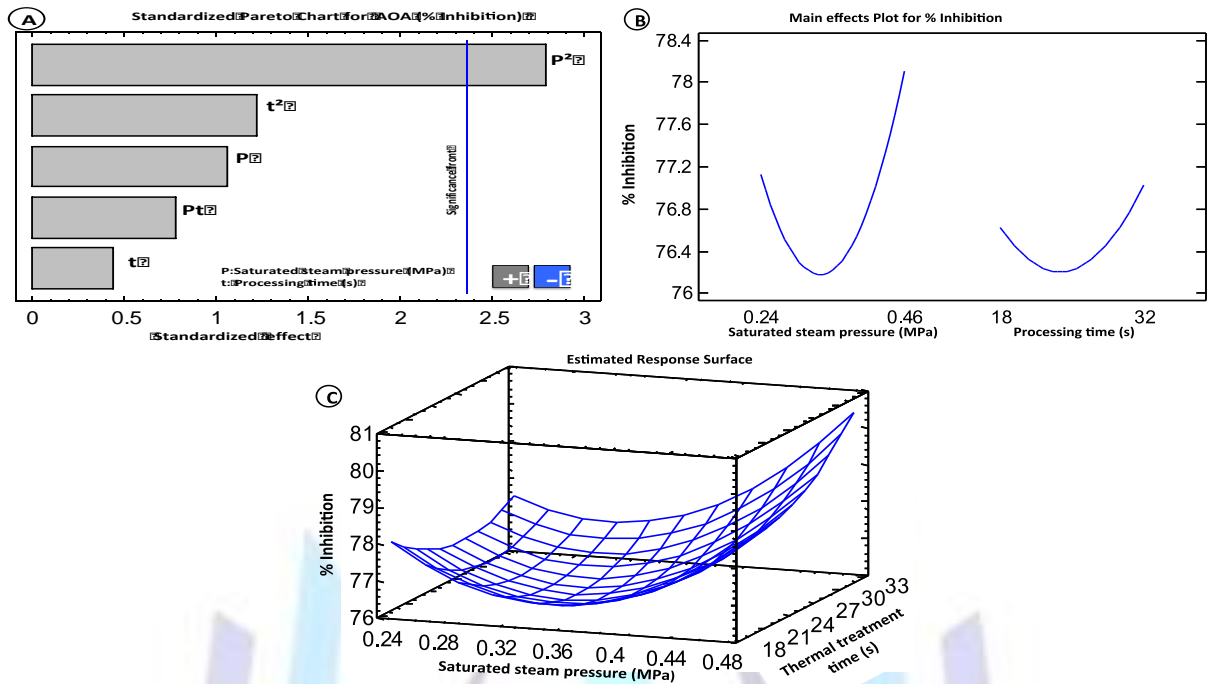 A
Standardized Pareto Chart for AOA (% Inhibition)
P²
t²
P
Pt
t
Significance front
P: Saturated steam pressure (MPa)
t: Processing time (s)
+
-
0 0.5 1 1.5 2 2.5 3
Standardized effect
B
Main effects Plot for % Inhibition
% Inhibition
78.4
78
77.6
77.2
76.8
76.4
76
0.24 0.46 18 32
Saturated steam pressure (MPa) Processing time (s)
C
Estimated Response Surface
% Inhibition
81
80
79
78
77
76
0.24 0.28 0.32 0.36 0.4 0.44 0.48
Saturated steam pressure (MPa)
18 21 24 27 30 33
Thermal treatment
time (s)